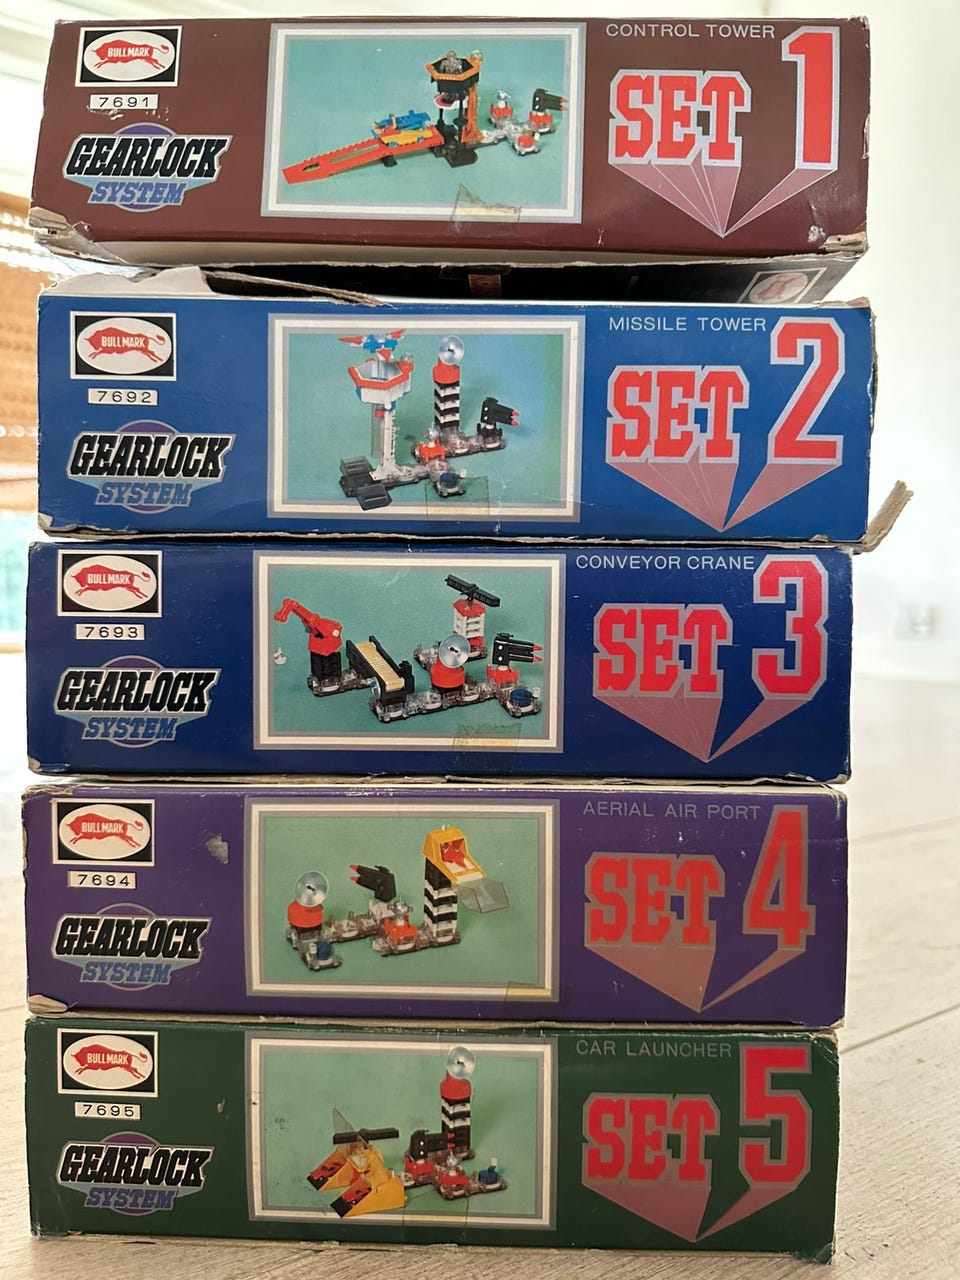 BULLMARK
7691
GEARLOCK
SYSTEM
CONTROL TOWER
SET 1
BULLMARK
7692
GEARLOCK
SYSTEM
MISSILE TOWER
SET 2
BULLMARK
7693
GEARLOCK
SYSTEM
CONVEYOR CRANE
SET 3
BULLMARK
7694
GEARLOCK
SYSTEM
AERIAL AIR PORT
SET 4
BULLMARK
7695
GEARLOCK
SYSTEM
CAR LAUNCHER
SET 5